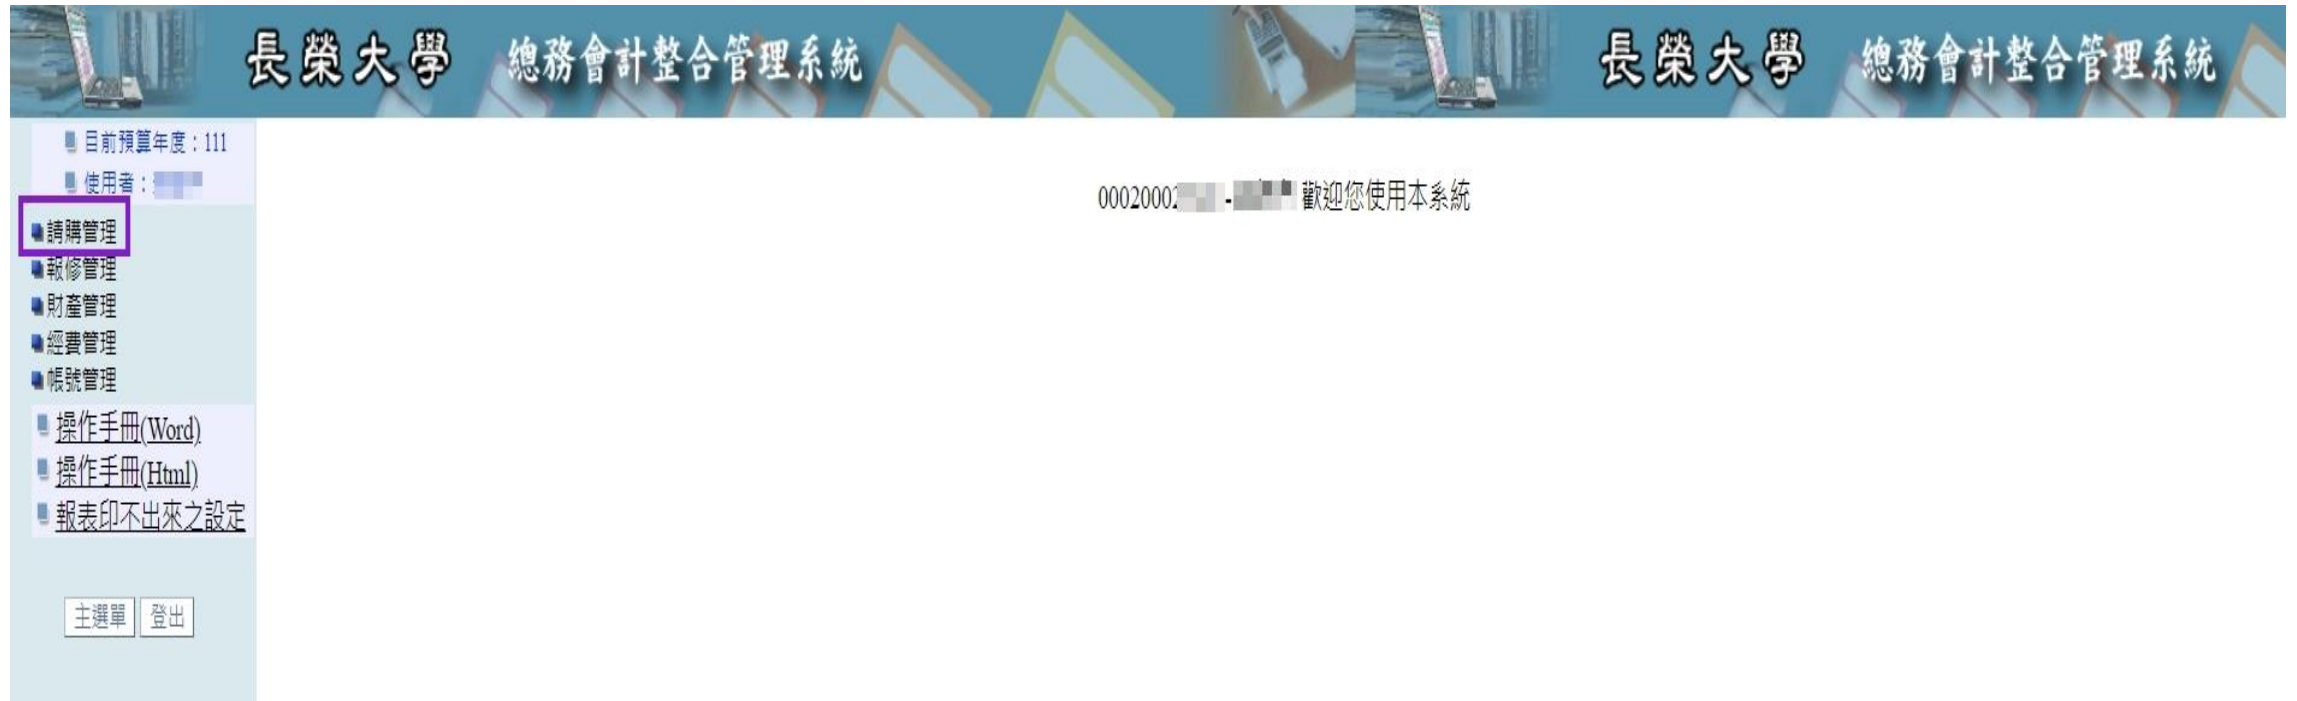 長榮大學 總務會計整合管理系統 長榮大學 總務會計整合管理系統
目前預算年度：111
使用者：
00020002 - 歡迎您使用本系統
請購管理
報修管理
財產管理
經費管理
帳號管理
操作手冊(Word)
操作手冊(Html)
報表印不出來之設定
主選單 登出